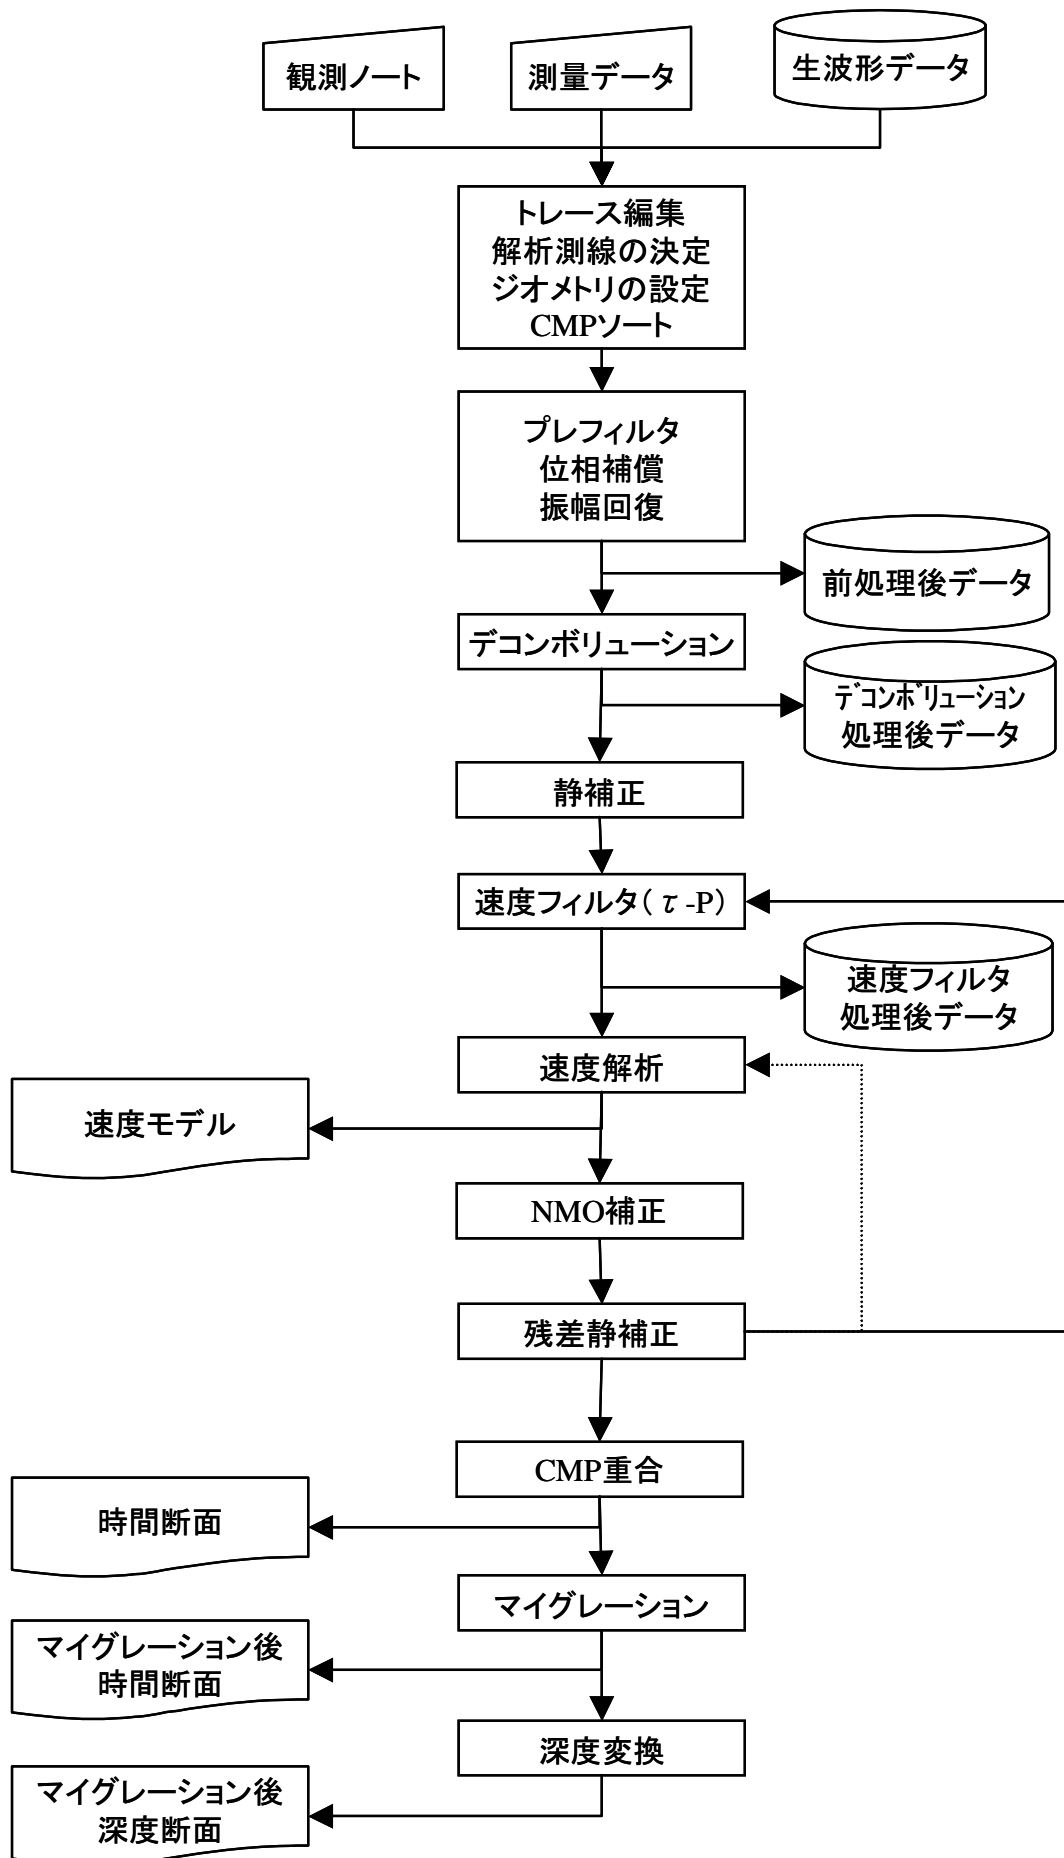 観測ノート
測量データ
生波形データ
トレース編集
解析測線の決定
ジオメトリの設定
CMPソート
プレフィルタ
位相補償
振幅回復
前処理後データ
デコンボリューション
ﾃﾞｺﾝﾎﾞﾘｭｰｼｮﾝ
処理後データ
静補正
速度フィルタ(τ-P)
速度フィルタ
処理後データ
速度解析
速度モデル
NMO補正
残差静補正
CMP重合
時間断面
マイグレーション
マイグレーション後
時間断面
深度変換
マイグレーション後
深度断面